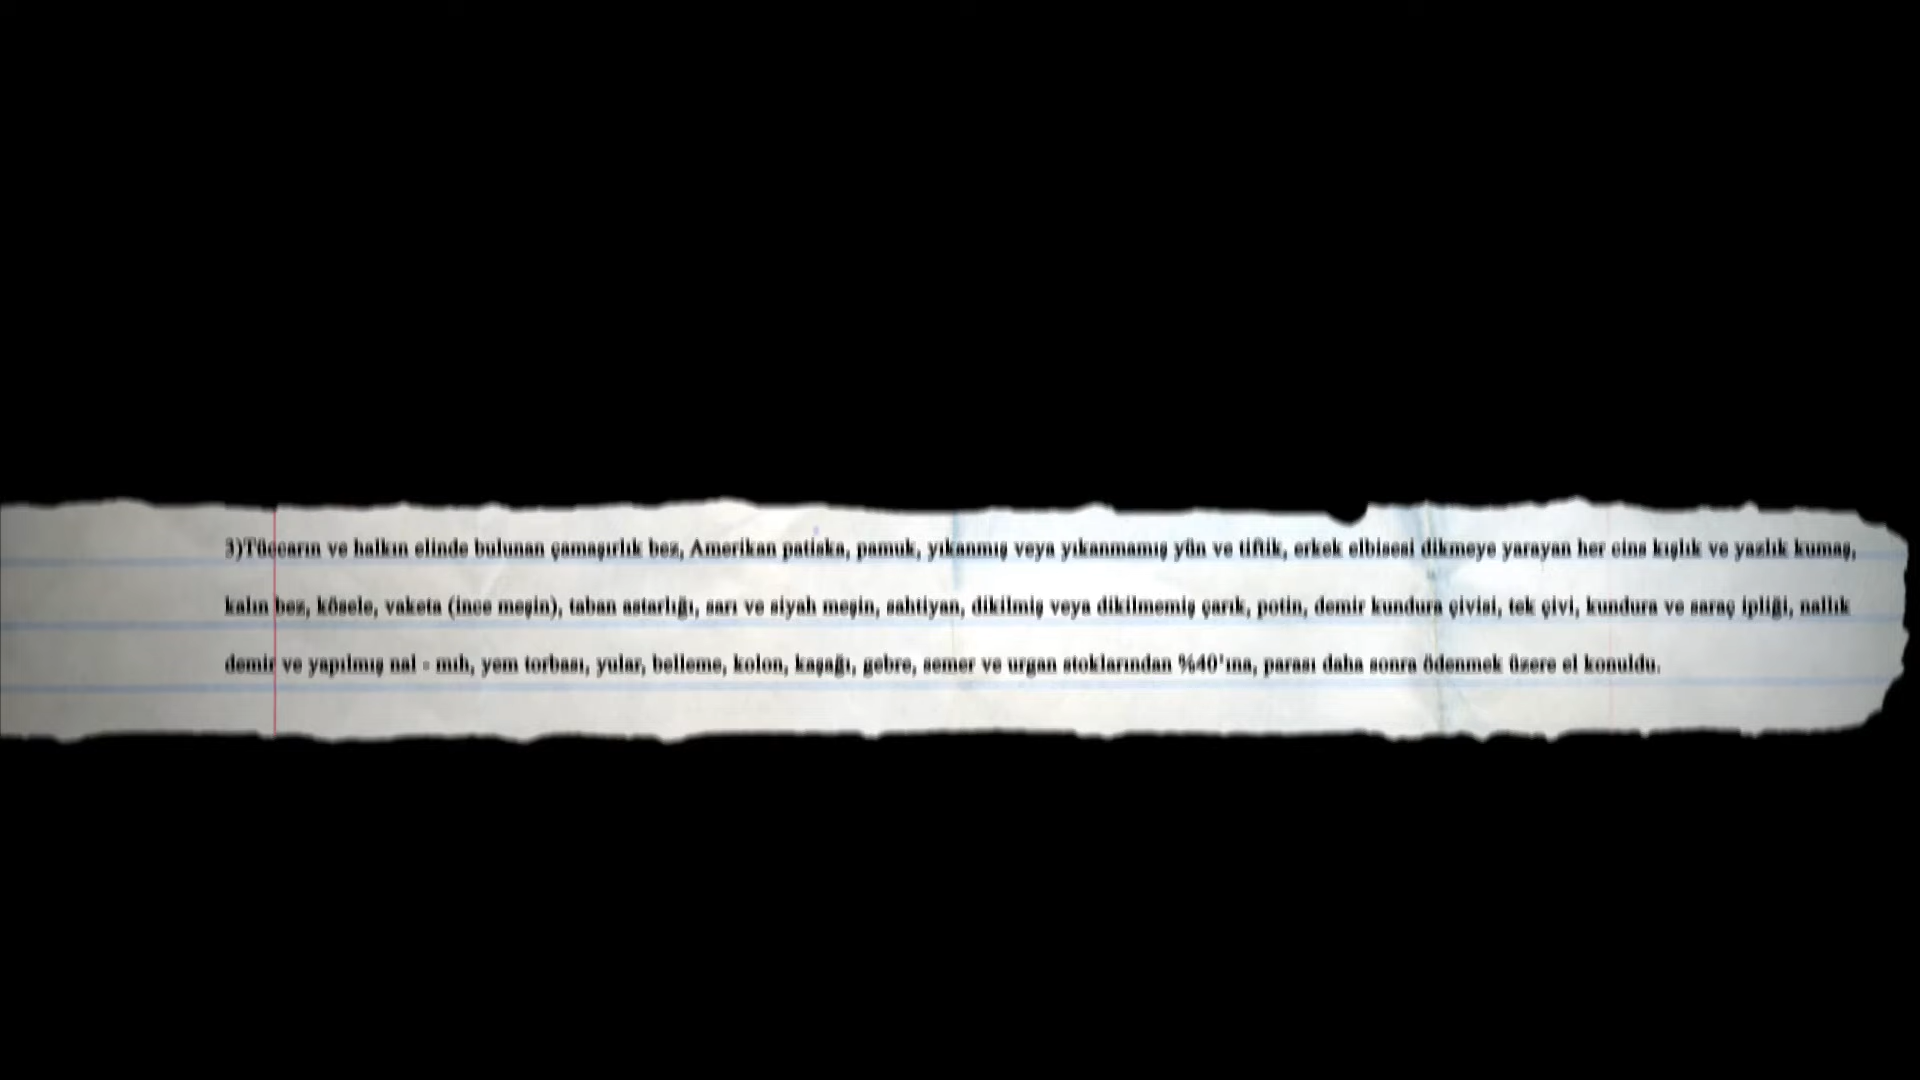 3)Tüccarın ve halkın elinde bulunan çamaşırlık bez, Amerikan patiska, pamuk, yıkanmış veya yıkanmamış yün ve tiftik, erkek elbisesi dikmeye yarayan her cins kışlık ve yazlık kumaş,
kalın bez, kösele, vaketa (ince meşin), taban astarlığı, sarı ve siyah meşin, sahtiyan, dikilmiş veya dikilmemiş çarık, potin, demir kundura çivisi, tek çivi, kundura ve saraç ipliği, nallık
demir ve yapılmış nal - mıh, yem torbası, yular, belleme, kolon, kaşağı, gebre, semer ve urgan stoklarından %40'ına, parası daha sonra ödenmek üzere el konuldu.